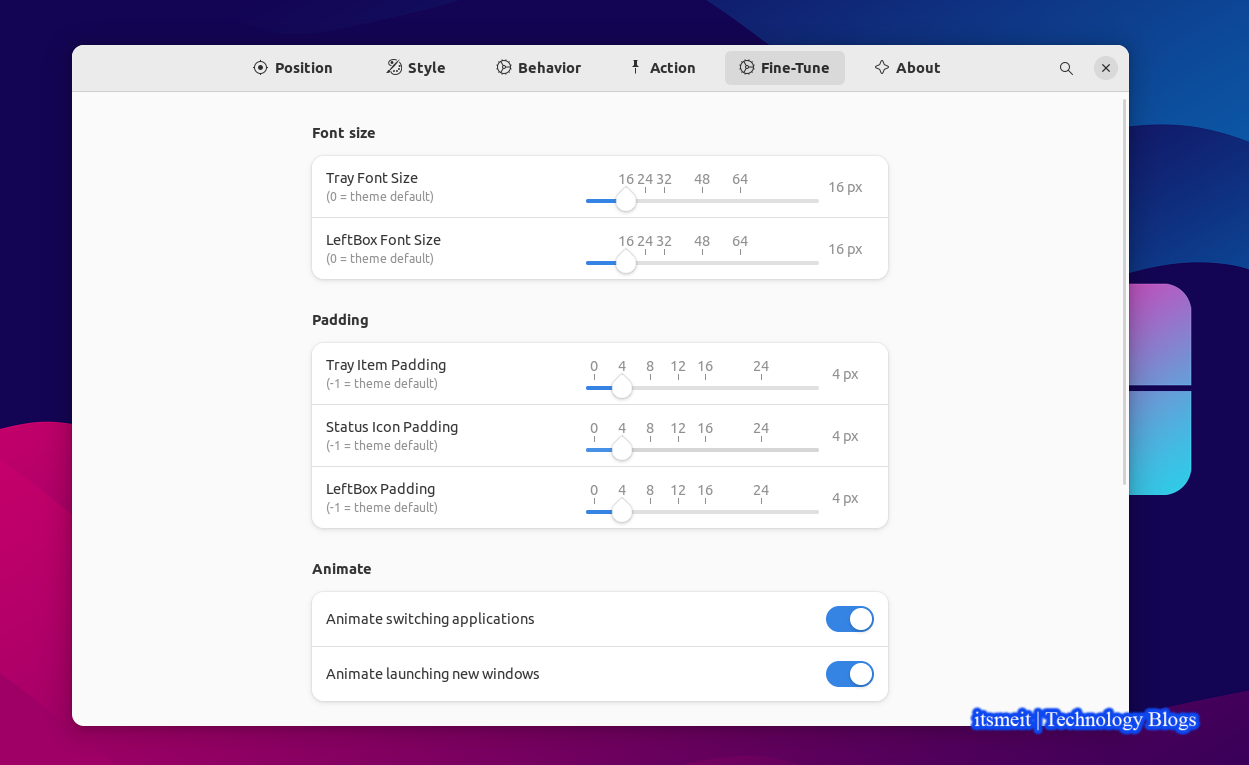 Position Style Behavior Action Fine-Tune About
Font size
Tray Font Size
(0 = theme default)
16 24 32 48 64
16 px
LeftBox Font Size
(0 = theme default)
16 24 32 48 64
16 px
Padding
Tray Item Padding
(-1 = theme default)
0 4 8 12 16 24
4 px
Status Icon Padding
(-1 = theme default)
0 4 8 12 16 24
4 px
LeftBox Padding
(-1 = theme default)
0 4 8 12 16 24
4 px
Animate
Animate switching applications
Animate launching new windows
itsmeit | Technology Blogs